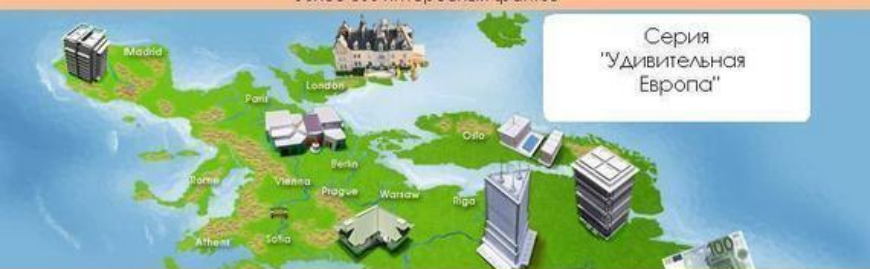 Серия
"Удивительная
Европа"
Madrid
London
Paris
Oslo
Berlin
Rome
Vienna
Prague
Warsaw
Riga
Athens
Sofia
100